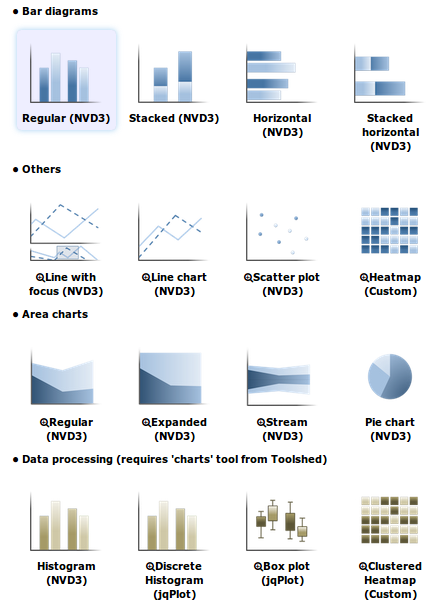 • Bar diagrams
Regular (NVD3)
Stacked (NVD3)
Horizontal
(NVD3)
Stacked
horizontal
(NVD3)
• Others
Line with
focus (NVD3)
Line chart
(NVD3)
Scatter plot
(NVD3)
Heatmap
(Custom)
• Area charts
Regular
(NVD3)
Expanded
(NVD3)
Stream
(NVD3)
Pie chart
(NVD3)
• Data processing (requires 'charts' tool from Toolshed)
Histogram
(NVD3)
Discrete
Histogram
(jqPlot)
Box plot
(jqPlot)
Clustered
Heatmap
(Custom)